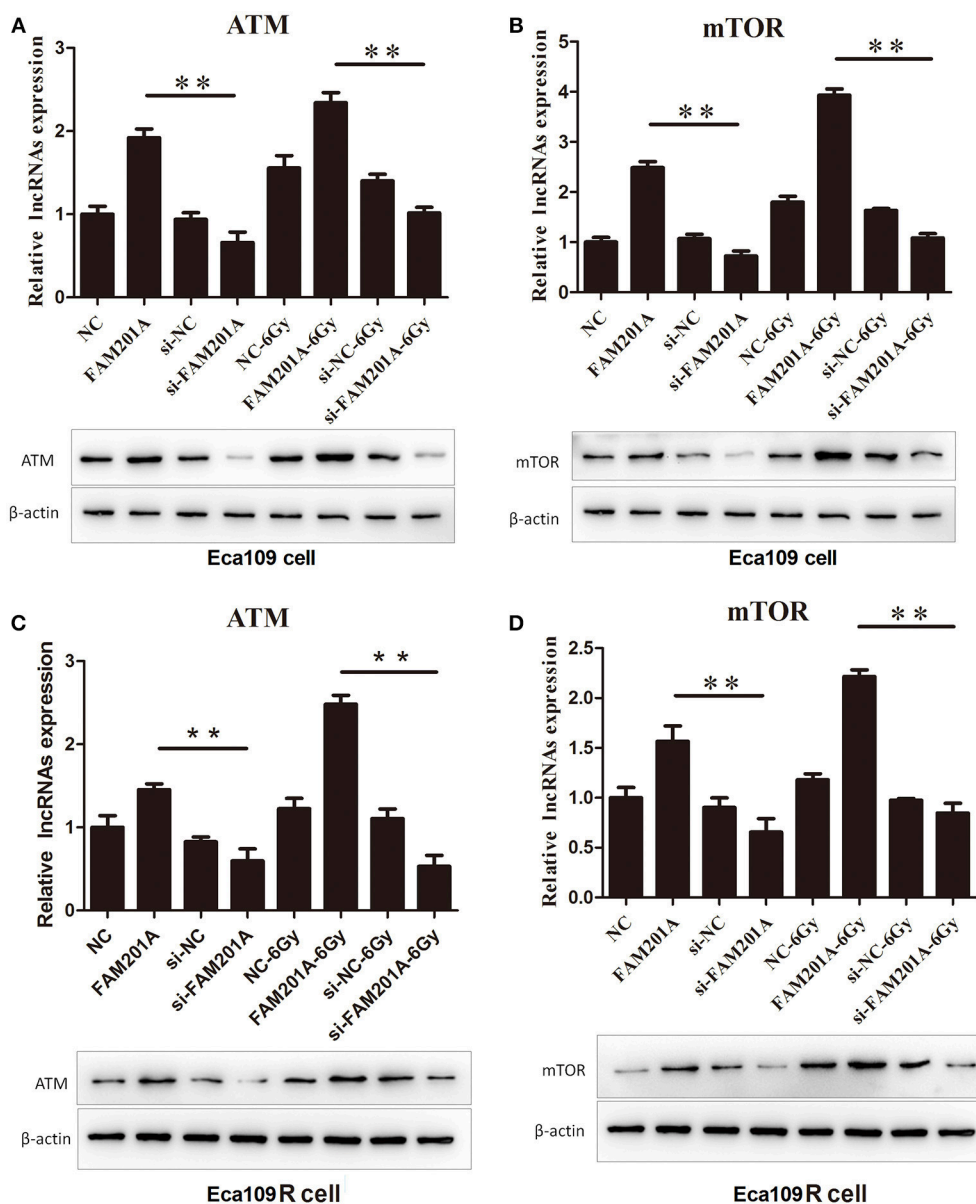 A
ATM
Relative lncRNAs expression
3
2
1
0
* *
* *
NC
FAM201A
si-NC
si-FAM201A
NC-6Gy
FAM201A-6Gy
si-NC-6Gy
si-FAM201A-6Gy
ATM
β-actin
Eca109 cell
B
mTOR
Relative lncRNAs expression
5
4
3
2
1
0
* *
* *
NC
FAM201A
si-NC
si-FAM201A
NC-6Gy
FAM201A-6Gy
si-NC-6Gy
si-FAM201A-6Gy
mTOR
β-actin
Eca109 cell
C
ATM
Relative lncRNAs expression
3
2
1
0
* *
* *
NC
FAM201A
si-NC
si-FAM201A
NC-6Gy
FAM201A-6Gy
si-NC-6Gy
si-FAM201A-6Gy
ATM
β-actin
Eca109R cell
D
mTOR
Relative lncRNAs expression
2.5
2.0
1.5
1.0
0.5
0.0
* *
* *
NC
FAM201A
si-NC
si-FAM201A
NC-6Gy
FAM201A-6Gy
si-NC-6Gy
si-FAM201A-6Gy
mTOR
β-actin
Eca109R cell